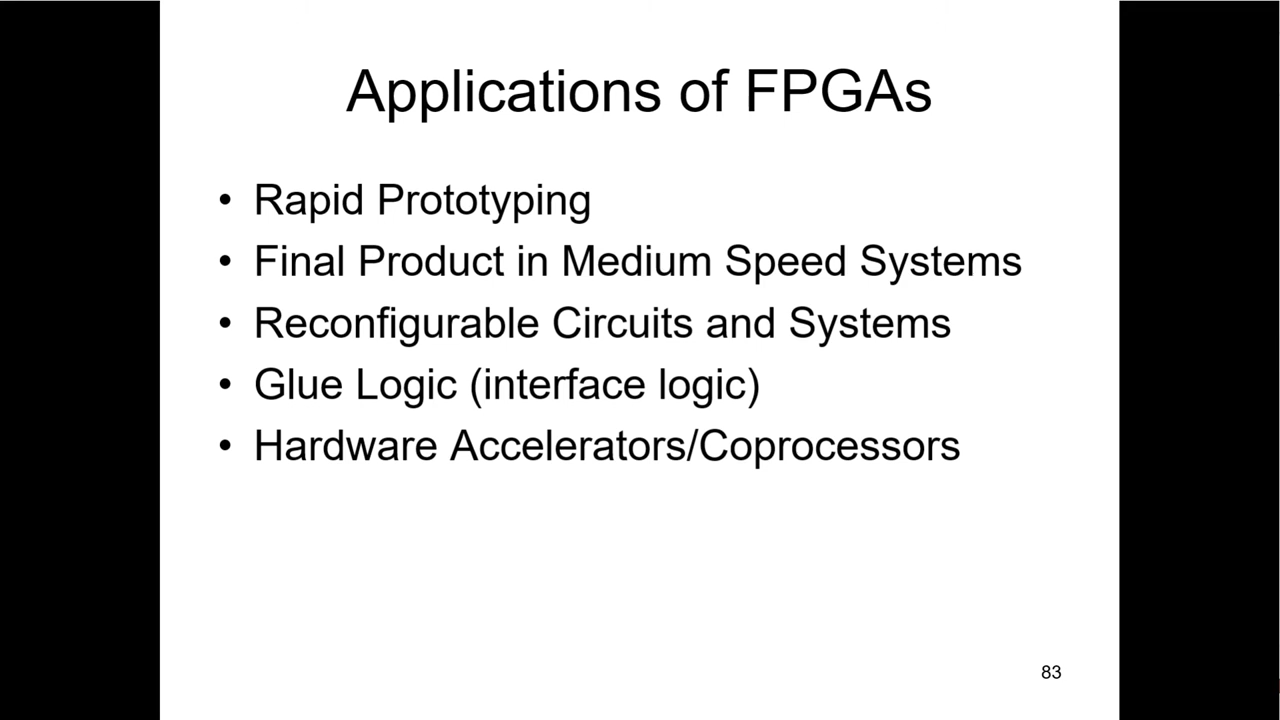 Applications of FPGAs
• Rapid Prototyping
• Final Product in Medium Speed Systems
• Reconfigurable Circuits and Systems
• Glue Logic (interface logic)
• Hardware Accelerators/Coprocessors
83